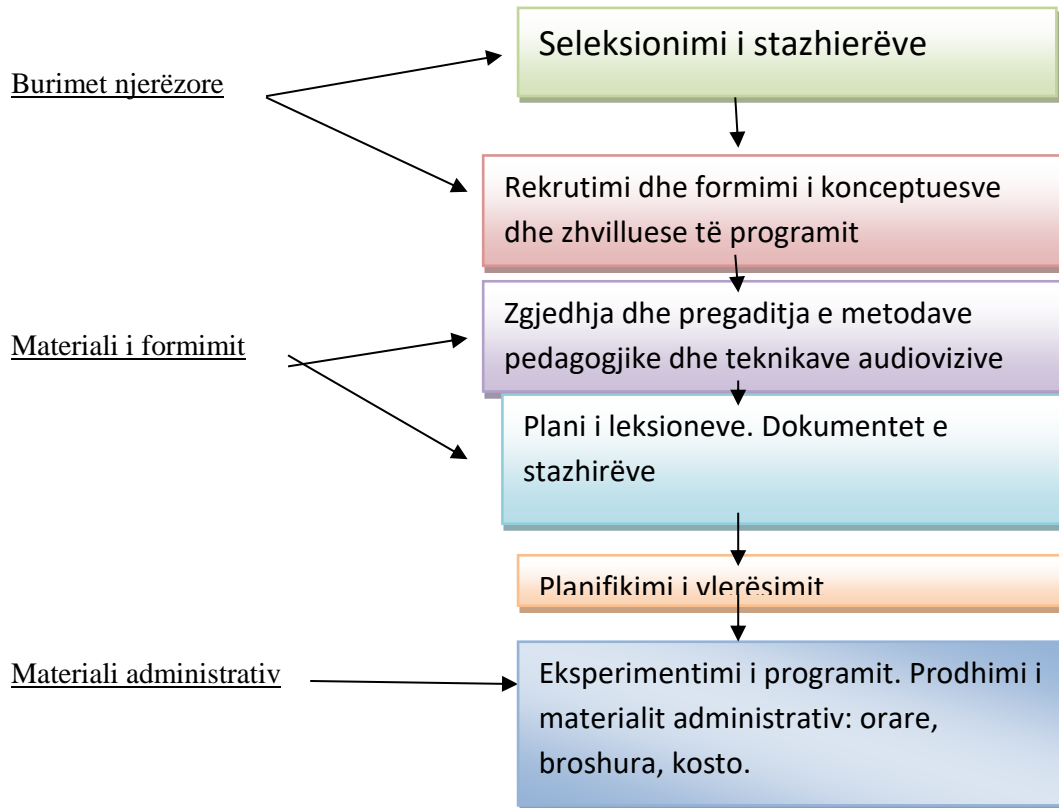 Seleksionimi i stazhierëve
Burimet njerëzore
Rekrutimi dhe formimi i konceptuesve
dhe zhvilluese të programit
Zgjedhja dhe pregaditja e metodave
pedagogjike dhe teknikave audiovizive
Materiali i formimit
Plani i leksioneve. Dokumentet e
stazhirëve
Planifikimi i vlerësimit
Materiali administrativ
Eksperimentimi i programit. Prodhimi i
materialit administrativ: orare,
broshura, kosto.